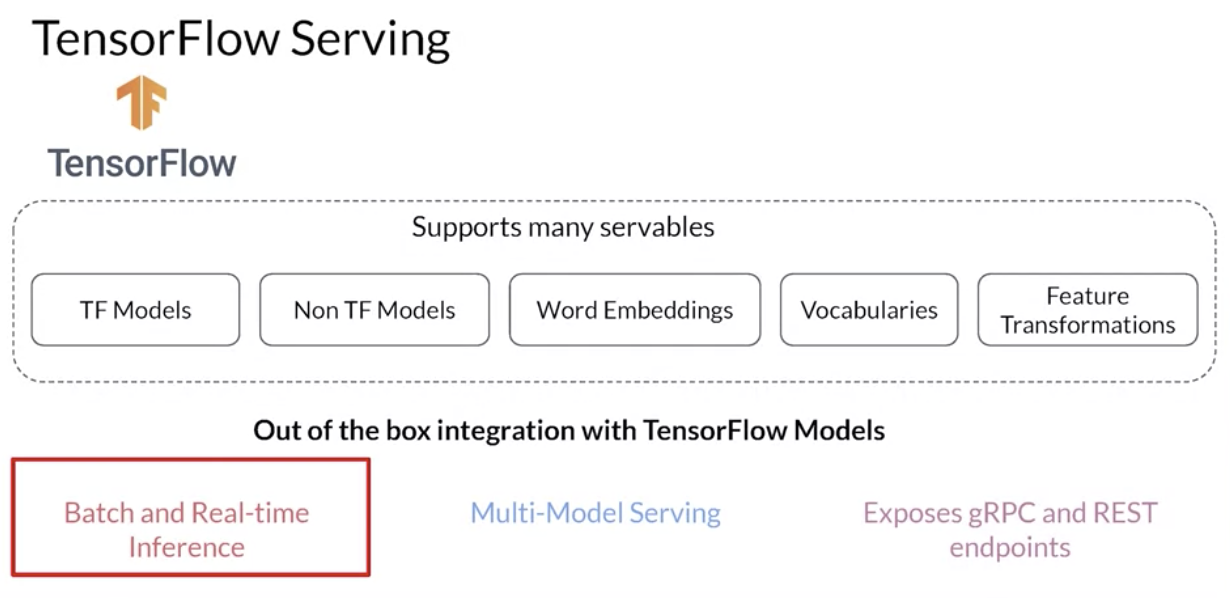 TensorFlow Serving
TensorFlow
Supports many servables
TF Models
Non TF Models
Word Embeddings
Vocabularies
Feature
Transformations
Out of the box integration with TensorFlow Models
Batch and Real-time
Inference
Multi-Model Serving
Exposes gRPC and REST
endpoints